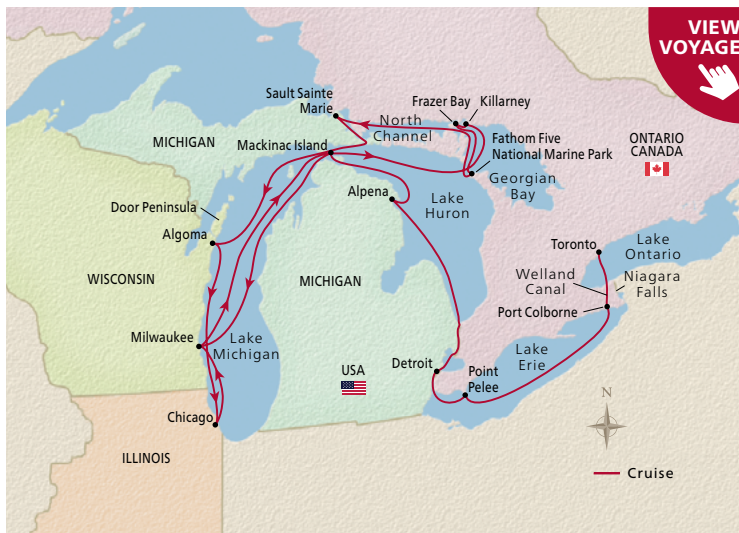 VIEW
VOYAGE
Sault Sainte
Marie
Frazer Bay
Killarney
North
Channel
MICHIGAN
Mackinac Island
Fathom Five
National Marine Park
ONTARIO
CANADA
Georgian
Bay
Alpena
Lake
Huron
Door Peninsula
Algoma
Toronto
Lake
Ontario
WISCONSIN
MICHIGAN
Welland
Canal
Niagara
Falls
Port Colborne
Milwaukee
Lake
Michigan
USA
Detroit
Point
Pelee
Lake
Erie
N
Chicago
ILLINOIS
Cruise